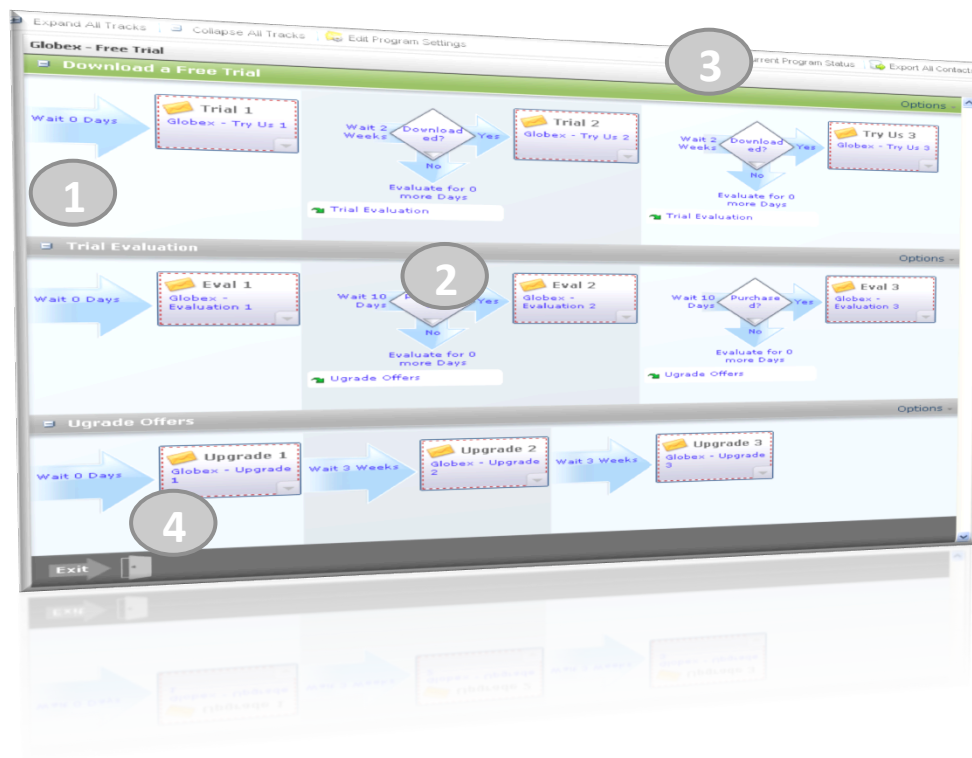 Expand All Tracks
Collapse All Tracks
Edit Program Settings
Globex - Free Trial
3
Program Status
Export All Contacts
Download a Free Trial
Options -
Wait 0 Days
Trial 1
Globex - Try Us 1
Wait 2
Weeks
Download
ed?
Yes
No
Evaluate for 0
more Days
Trial Evaluation
Trial 2
Globex - Try Us 2
Wait 2
Weeks
Download
ed?
Yes
No
Evaluate for 0
more Days
Trial Evaluation
Try Us 3
Globex - Try Us 3
1
Trial Evaluation
Options -
Wait 0 Days
Eval 1
Globex -
Evaluation 1
Wait 10
Days
2
Yes
No
Evaluate for 0
more Days
Ugrade Offers
Eval 2
Globex -
Evaluation 2
Wait 10
Days
Purchase
d?
Yes
No
Evaluate for 0
more Days
Ugrade Offers
Eval 3
Globex -
Evaluation 3
Ugrade Offers
Options -
Wait 0 Days
Upgrade 1
Globex - Upgrade
1
Wait 3 Weeks
Upgrade 2
Globex - Upgrade
2
Wait 3 Weeks
Upgrade 3
Globex - Upgrade
3
4
Exit